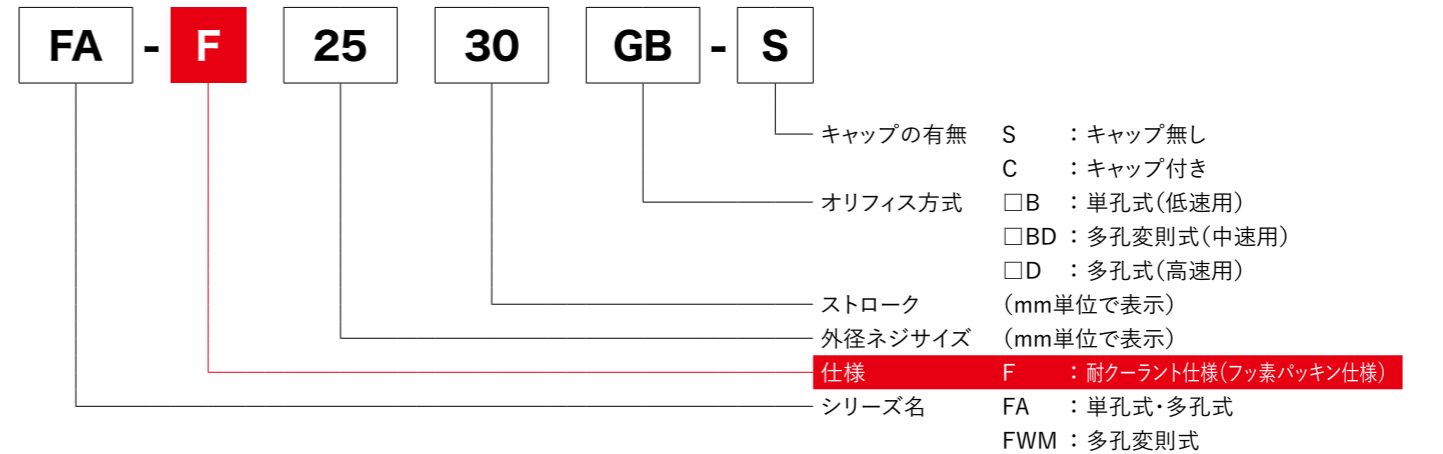 FA - F 25 30 GB - S
キャップの有無 S ：キャップ無し
C ：キャップ付き
オリフィス方式 □B ：単孔式（低速用）
□BD ：多孔変則式（中速用）
□D ：多孔式（高速用）
ストローク （mm単位で表示）
外径ネジサイズ （mm単位で表示）
仕様 F ：耐クーラント仕様（フッ素パッキン仕様）
シリーズ名 FA ：単孔式・多孔式
FWM ：多孔変則式